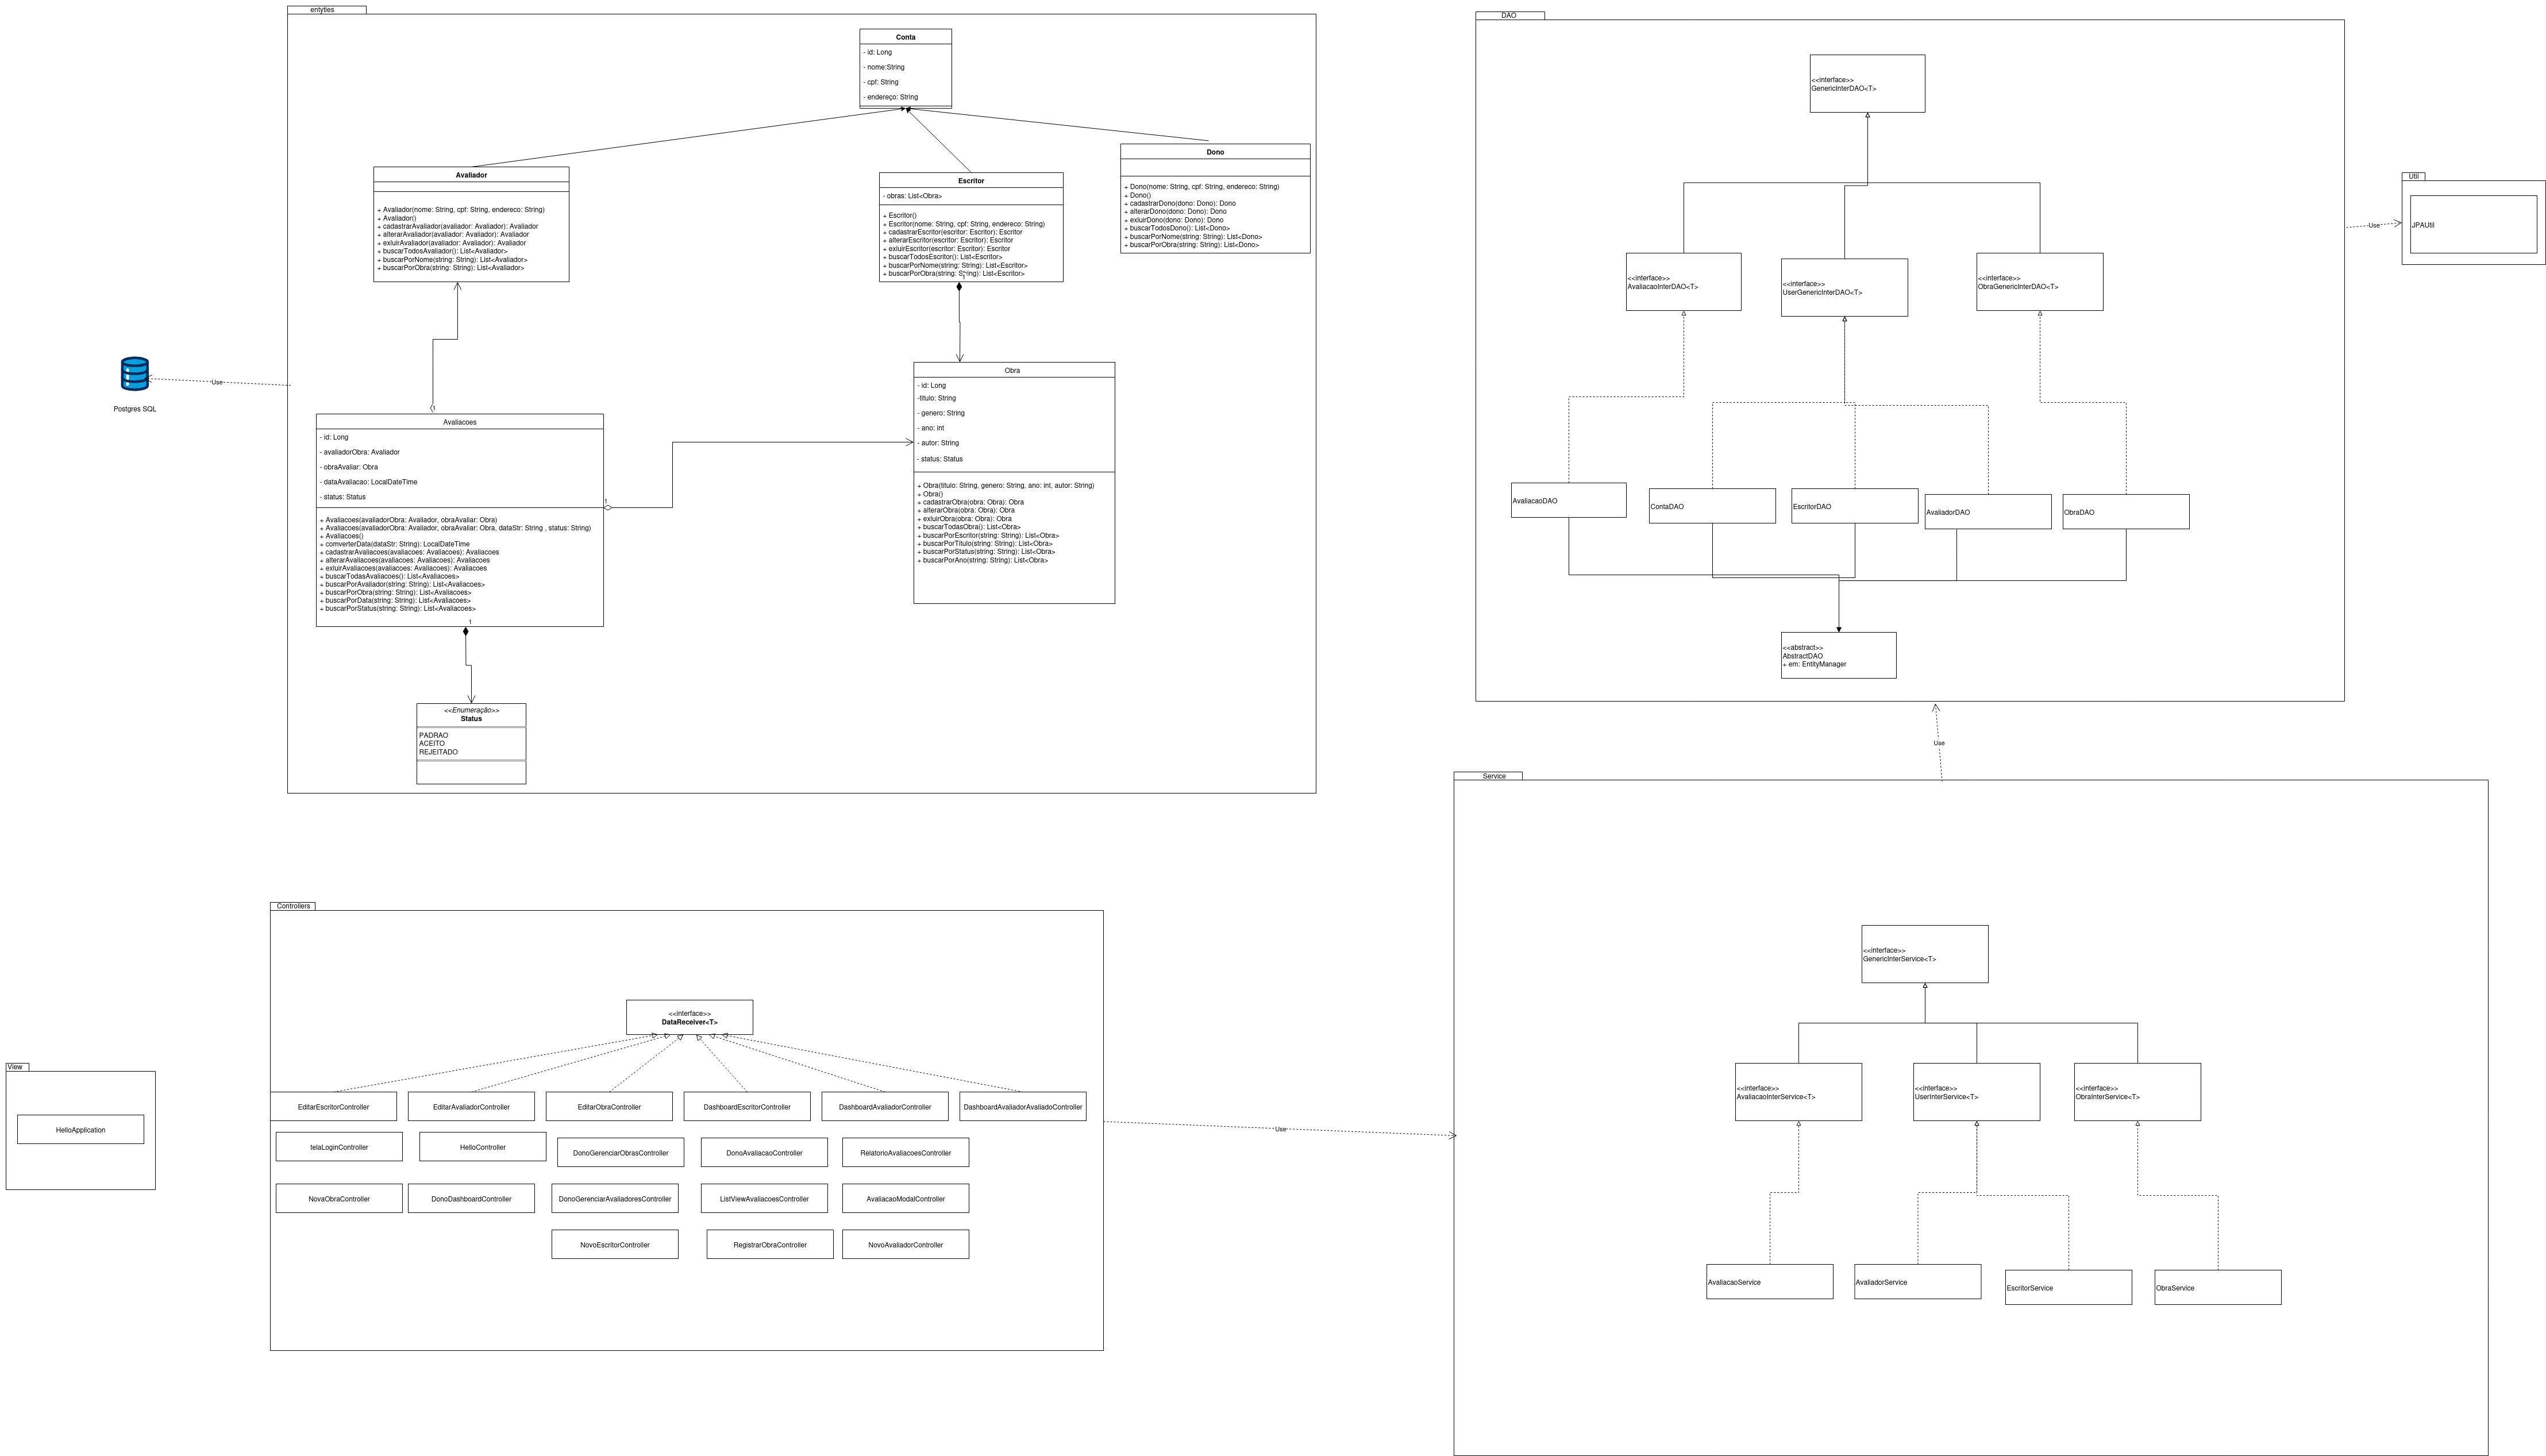 entyties
Conta
- id: Long
- nome:String
- cpf: String
- endereço: String
Avaliador
+ Avaliador(nome: String, cpf: String, endereco: String)
+ Avaliador()
+ cadastrarAvaliador(avaliador: Avaliador): Avaliador
+ alterarAvaliador(avaliador: Avaliador): Avaliador
+ exluirAvaliador(avaliador: Avaliador): Avaliador
+ buscarTodosAvaliador(): List<Avaliador>
+ buscarPorNome(string: String): List<Avaliador>
+ buscarPorObra(string: String): List<Avaliador>
Escritor
- obras: List<Obra>
+ Escritor()
+ Escritor(nome: String, cpf: String, endereco: String)
+ cadastrarEscritor(escritor: Escritor): Escritor
+ alterarEscritor(escritor: Escritor): Escritor
+ exluirEscritor(escritor: Escritor): Escritor
+ buscarTodosEscritor(): List<Escritor>
+ buscarPorNome(string: String): List<Escritor>
+ buscarPorObra(string: String): List<Escritor>
1
Dono
+ Dono(nome: String, cpf: String, endereco: String)
+ Dono()
+ cadastrarDono(dono: Dono): Dono
+ alterarDono(dono: Dono): Dono
+ exluirDono(dono: Dono): Dono
+ buscarTodosDono(): List<Dono>
+ buscarPorNome(string: String): List<Dono>
+ buscarPorObra(string: String): List<Dono>
Use
Postgres SQL
1
Avaliacoes
- id: Long
- avaliadorObra: Avaliador
- obraAvaliar: Obra
- dataAvaliacao: LocalDateTime
- status: Status
+ Avaliacoes(avaliadorObra: Avaliador, obraAvaliar: Obra)
+ Avaliacoes(avaliadorObra: Avaliador, obraAvaliar: Obra, dataStr: String , status: String)
+ Avaliacoes()
+ comverterData(dataStr: String): LocalDateTime
+ cadastrarAvaliacoes(avaliacoes: Avaliacoes): Avaliacoes
+ alterarAvaliacoes(avaliacoes: Avaliacoes): Avaliacoes
+ exluirAvaliacoes(avaliacoes: Avaliacoes): Avaliacoes
+ buscarTodasAvaliacoes(): List<Avaliacoes>
+ buscarPorAvaliador(string: String): List<Avaliacoes>
+ buscarPorObra(string: String): List<Avaliacoes>
+ buscarPorData(string: String): List<Avaliacoes>
+ buscarPorStatus(string: String): List<Avaliacoes>
1
1
Obra
- id: Long
-titulo: String
- genero: String
- ano: int
- autor: String
- status: Status
+ Obra(titulo: String, genero: String, ano: int, autor: String)
+ Obra()
+ cadastrarObra(obra: Obra): Obra
+ alterarObra(obra: Obra): Obra
+ exluirObra(obra: Obra): Obra
+ buscarTodasObra(): List<Obra>
+ buscarPorEscritor(string: String): List<Obra>
+ buscarPorTitulo(string: String): List<Obra>
+ buscarPorStatus(string: String): List<Obra>
+ buscarPorAno(string: String): List<Obra>
<<Enumeração>>
Status
PADRAO
ACEITO
REJEITADO
DAO
<<interface>>
GenericInterDAO<T>
<<interface>>
AvaliacaoInterDAO<T>
<<interface>>
UserGenericInterDAO<T>
<<interface>>
ObraGenericInterDAO<T>
AvaliacaoDAO
ContaDAO
EscritorDAO
AvaliadorDAO
ObraDAO
<<abstract>>
AbstractDAO
+ em: EntityManager
Use
Util
JPAUtil
Use
Service
<<interface>>
GenericInterService<T>
<<interface>>
AvaliacaoInterService<T>
<<interface>>
UserInterService<T>
<<interface>>
ObraInterService<T>
AvaliacaoService
AvaliadorService
EscritorService
ObraService
Controllers
<<interface>>
DataReceiver<T>
EditarEscritorController
EditarAvaliadorController
EditarObraController
DashboardEscritorController
DashboardAvaliadorController
DashboardAvaliadorAvaliadoController
telaLoginController
HelloController
DonoGerenciarObrasController
DonoAvaliacaoController
RelatorioAvaliacoesController
NovaObraController
DonoDashboardController
DonoGerenciarAvaliadoresController
ListViewAvaliacoesController
AvaliacaoModalController
NovoEscritorController
RegistrarObraController
NovoAvaliadorController
Use
View
HelloApplication